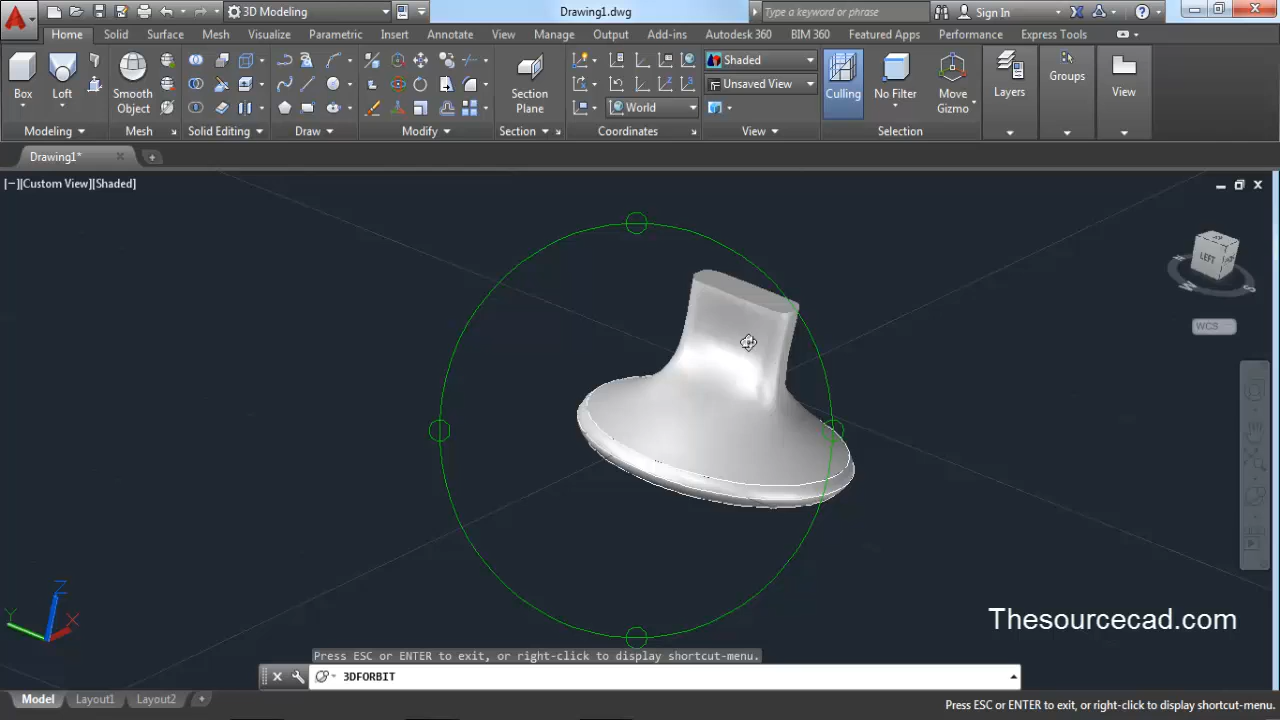 3D Modeling
Drawing1.dwg
Type a keyword or phrase
Sign In
Home Solid Surface Mesh Visualize Parametric Insert Annotate View Manage Output Add-ins Autodesk 360 BIM 360 Featured Apps Performance Express Tools
Box
Loft
Smooth Object
Section Plane
World
Shaded
Unsaved View
Culling
No Filter
Move Gizmo
Layers
Groups
View
Modeling
Mesh
Solid Editing
Draw
Modify
Section
Coordinates
View
Selection
Drawing1*
[−][Custom View][Shaded]
LEFT
W
S
WCS
Z
Y
X
Thesourcecad.com
Press ESC or ENTER to exit, or right-click to display shortcut-menu.
3DFORBIT
Model Layout1 Layout2
Press ESC or ENTER to exit, or right-click to display shortcut-menu.